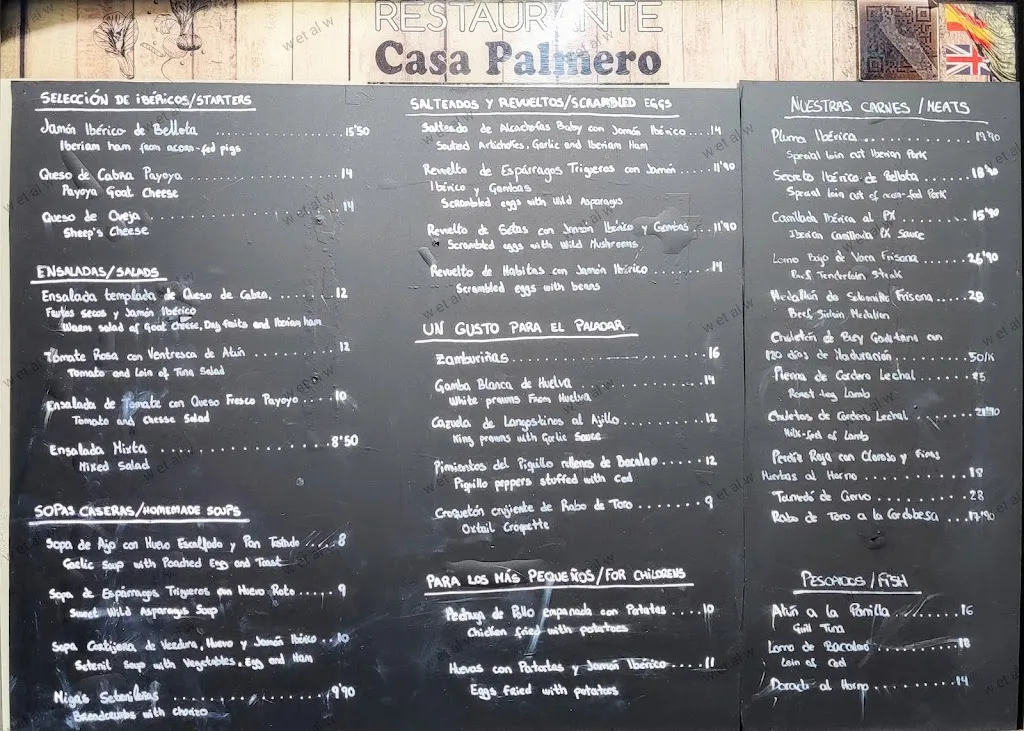 RESTAURANTE
Casa Palmero
SELECCIÓN DE IBÉRICOS/STARTERS
Jamón Ibérico de Bellota ..... 15'50
Iberiam ham from acorn-fed pigs
Queso de Cabra Payoya ..... 14
Payoya Goat Cheese
Queso de Oveja ..... 14
Sheep's Cheese
ENSALADAS/SALADS
Ensalada templada de Queso de Cabra, ..... 12
Frutos secos y Jamón Ibérico
Warm salad of Goat Cheese, Dry fruits and Iberian ham
Tomate Rosa con Ventresca de Atún ..... 12
Tomato and Loin of Tuna Salad
Ensalada de Tomate con Queso Fresco Payoyo ..... 10
Tomato and Cheese Salad
Ensalada Mixta ..... 8'50
Mixed Salad
SOPAS CASERAS/HOMEMADE SOUPS
Sopa de Ajo con Huevo Escalfado y Pan Tostado ..... 8
Garlic Soup with Poached Egg and Toast
Sopa de Espárragos Trigueros con Huevo Roto ..... 9
Sweet Wild Asparagus Soup
Sopa Cortijera de Verdura, Huevo y Jamón Ibérico ... 10
Setenil Soup with Vegetables, Egg and Ham
Migas Setenileñas ..... 9'90
Breadcrumbs with chorizo
SALTEADOS Y REVUELTOS/SCRAMBLED EGGS
Salteado de Alcachofas Baby con Jamón Ibérico .... 14
Sauted Artichokes, Garlic and Iberian Ham
Revuelto de Espárragos Trigueros con Jamón ..... 11'90
Ibérico y Gambas
Scrambled eggs with Wild Asparagus
Revuelto de Setas con Jamón Ibérico y Gambas ... 11'90
Scrambled eggs with Wild Mushrooms
Revuelto de Habitas con Jamón Ibérico ..... 14
Scrambled eggs with beans
UN GUSTO PARA EL PALADAR
Zamburiñas ..... 16
Gamba Blanca de Huelva ..... 14
White prawns From Huelva
Cazuela de Langostinos al Ajillo ..... 12
King prawns with Garlic Sauce
Pimientos del Piquillo rellenos de Bacalao ..... 12
Piquillo peppers stuffed with Cod
Croquetón crujiente de Rabo de Toro ..... 9
Oxtail Croquette
PARA LOS MÁS PEQUEÑOS/FOR CHILDRENS
Pechuga de Pollo empanada con Patatas .... 10
Chicken fried with potatoes
Huevos con Patatas y Jamón Ibérico ..... 11
Eggs fried with potatoes
NUESTRAS CARNES / MEATS
Pluma Ibérica ..... 17'90
Special loin cut Iberian Pork
Secreto Ibérico de Bellota ..... 18'90
Special loin cut of acorn-fed Pork
Carrillada Ibérica al PX ..... 15'90
Iberian Carrillada PX Sauce
Lomo Bajo de Vaca Frisona ..... 26'90
Beef Tenderloin Steak
Medallón de Solomillo Frisona .... 28
Beef Sirloin Medallion
Chuletón de Buey Gaditano con
120 días de Maduración ..... 50/K
Pierna de Cordero Lechal ..... 25
Roast leg Lamb
Chuletas de Cordero Lechal ..... 21'90
Milk-fed of Lamb
Perdiz Roja con Ciruelas y Finas
Hierbas al Horno ..... 18
Tournedó de Ciervo ..... 28
Rabo de Toro a la Cordobesa ... 17'90
PESCADOS / FISH
Atún a la Parrilla ..... 16
Grill Tuna
Lomo de Bacalao ..... 18
Loin of Cod
Dorada al Horno ..... 14